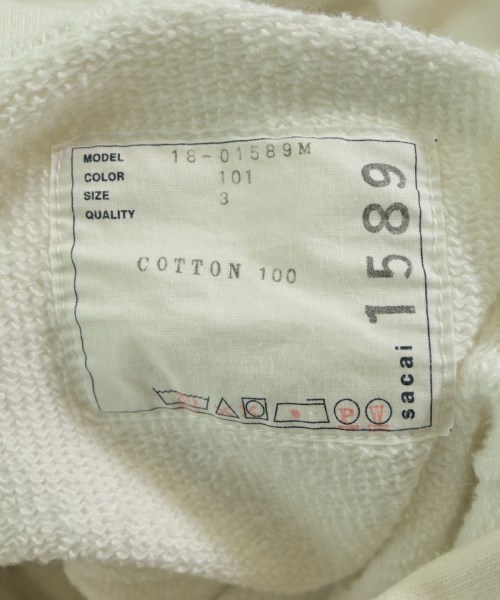 MODEL 18-01589M
COLOR 101
SIZE 3
QUALITY
COTTON 100
P W
sacai 1589